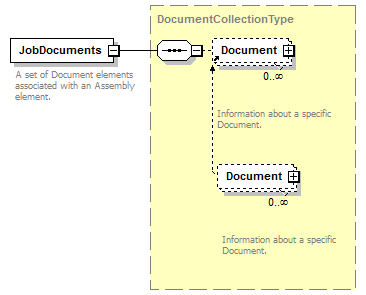 DocumentCollectionType
JobDocuments
Document
0..∞
A set of Document elements
associated with an Assembly
element.
Information about a specific
Document.
Document
0..∞
Information about a specific
Document.